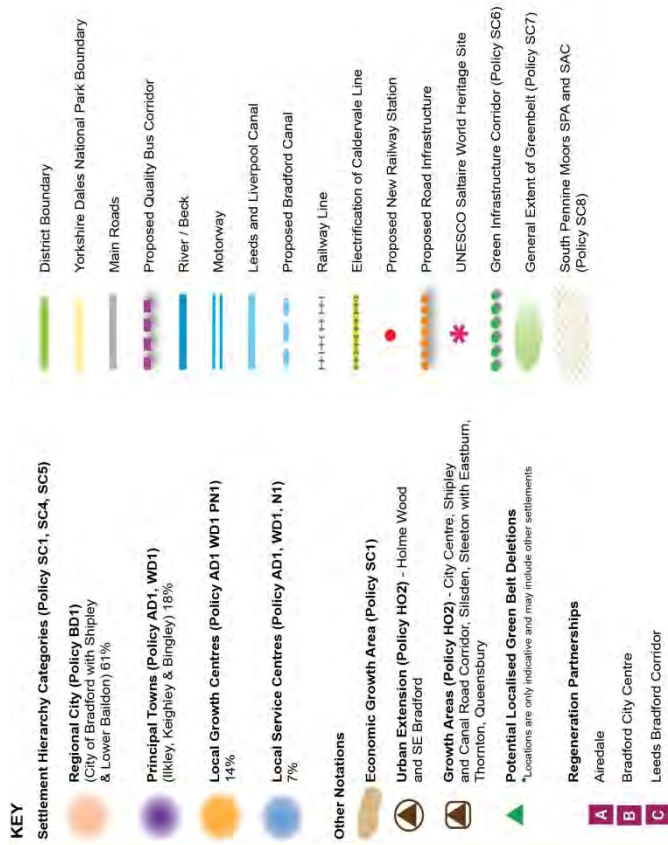 KEY
Settlement Hierarchy Categories (Policy SC1, SC4, SC5)
Regional City (Policy BD1)
(City of Bradford with Shipley
& Lower Baildon) 61%
Principal Towns (Policy AD1, WD1)
(Ilkley, Keighley & Bingley) 18%
Local Growth Centres (Policy AD1 WD1 PN1)
14%
Local Service Centres (Policy AD1, WD1, N1)
7%
Other Notations
Economic Growth Area (Policy SC1)
Urban Extension (Policy HO2) - Holme Wood
and SE Bradford
Growth Areas (Policy HO2) - City Centre, Shipley
and Canal Road Corridor, Silsden, Steeton with Eastburn,
Thornton, Queensbury
Potential Localised Green Belt Deletions
*Locations are only indicative and may include other settlements
Regeneration Partnerships
A Airedale
B Bradford City Centre
C Leeds Bradford Corridor
District Boundary
Yorkshire Dales National Park Boundary
Main Roads
Proposed Quality Bus Corridor
River / Beck
Motorway
Leeds and Liverpool Canal
Proposed Bradford Canal
Railway Line
Electrification of Caldervale Line
Proposed New Railway Station
Proposed Road Infrastructure
UNESCO Saltaire World Heritage Site
Green Infrastructure Corridor (Policy SC6)
General Extent of Greenbelt (Policy SC7)
South Pennine Moors SPA and SAC
(Policy SC8)